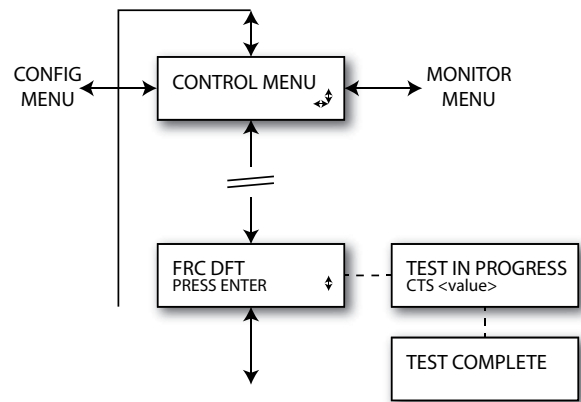 CONFIG
MENU
CONTROL MENU
MONITOR
MENU
FRC DFT
PRESS ENTER
TEST IN PROGRESS
CTS <value>
TEST COMPLETE